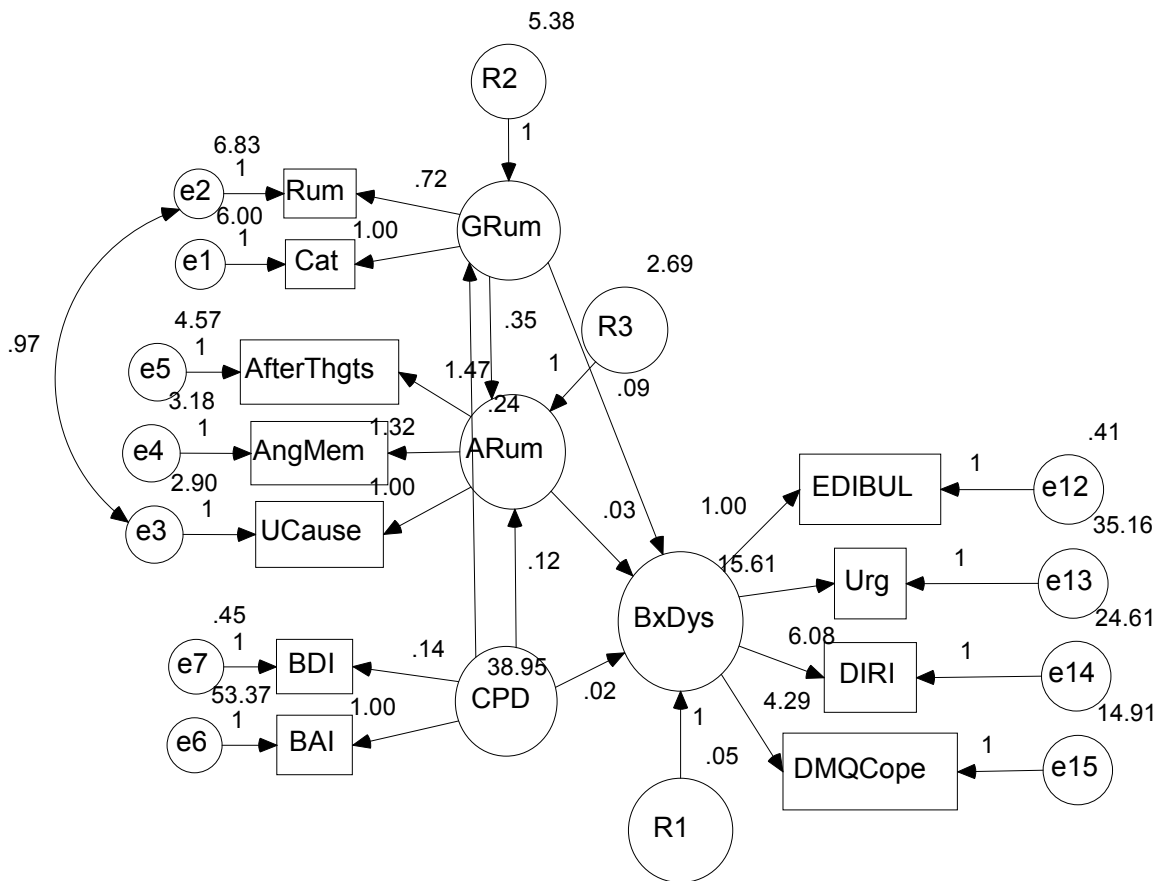 5.38
R2
1
6.83
1
e2
Rum
.72
GRum
6.00
1
e1
Cat
1.00
2.69
R3
.97
.35
4.57
1
e5
AfterThgts
1.47
1
.09
3.18
1
e4
AngMem
1.32
.24
ARum
2.90
1
e3
UCause
1.00
.03
.12
.41
EDIBUL
1
e12
1.00
35.16
15.61
Urg
1
e13
BxDys
24.61
6.08
DIRI
1
e14
4.29
14.91
.45
1
e7
BDI
.14
38.95
CPD
.02
53.37
1
e6
BAI
1.00
1
.05
DMQCope
1
e15
R1